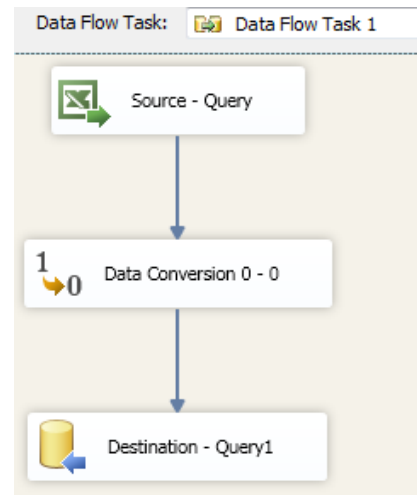 Data Flow Task: Data Flow Task 1
Source - Query
1
0
Data Conversion 0 - 0
Destination - Query1